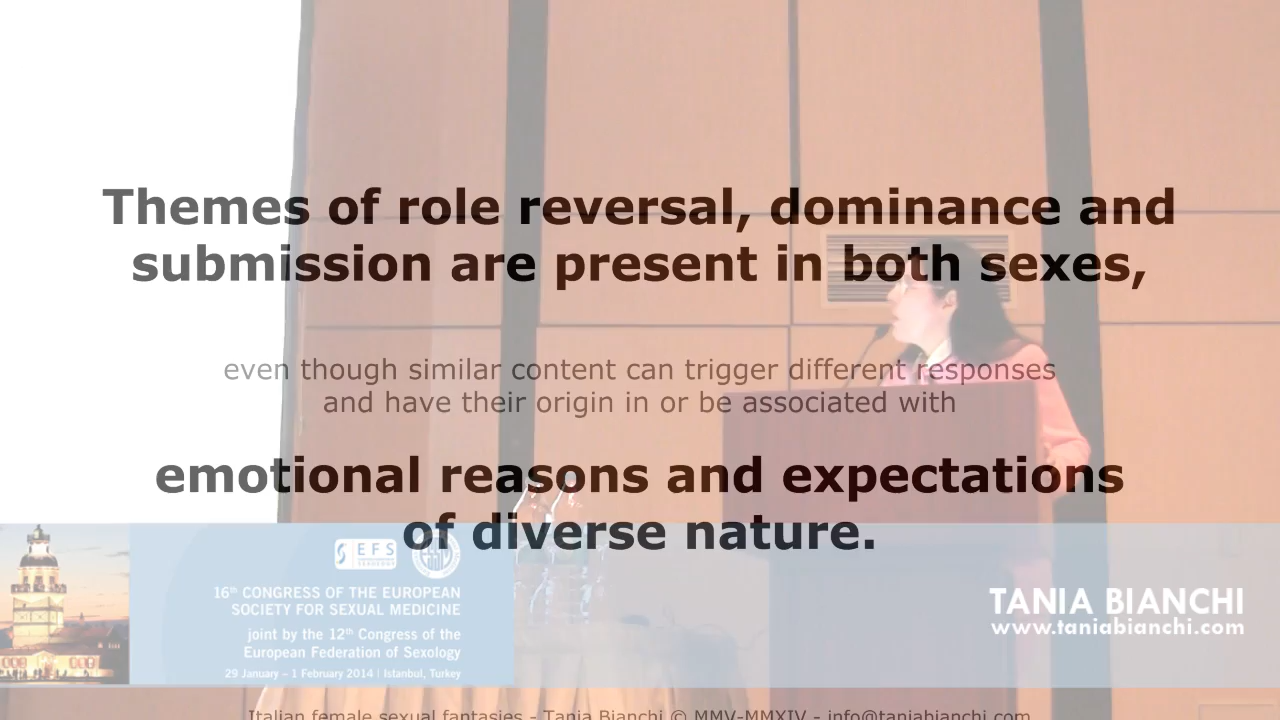 Themes of role reversal, dominance and
submission are present in both sexes,
even though similar content can trigger different responses
and have their origin in or be associated with
emotional reasons and expectations
of diverse nature.
EFS
16th CONGRESS OF THE EUROPEAN
SOCIETY FOR SEXUAL MEDICINE
joint by the 12th Congress of the
European Federation of Sexology
29 January – 1 February 2014 | Istanbul, Turkey
TANIA BIANCHI
www.taniabianchi.com
Italian female sexual fantasies - Tania Bianchi © MMV-MMXIV - info@taniabianchi.com